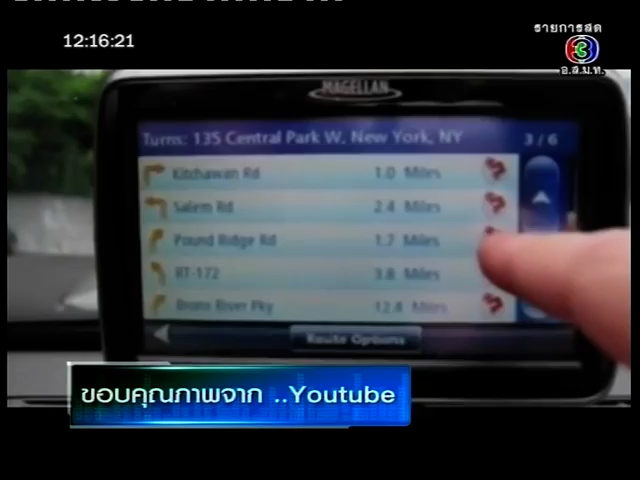 12:16:21
รายการสด
3
อ.ส.ม.ท.
MAGELLAN
Turns: 135 Central Park W, New York, NY 3 / 6
Kitchawan Rd 1.0 Miles
Salem Rd 2.4 Miles
Pound Ridge Rd 1.7 Miles
RT-172 3.8 Miles
Bronx River Pky 12.4 Miles
Route Options
ขอบคุณภาพจาก ..Youtube